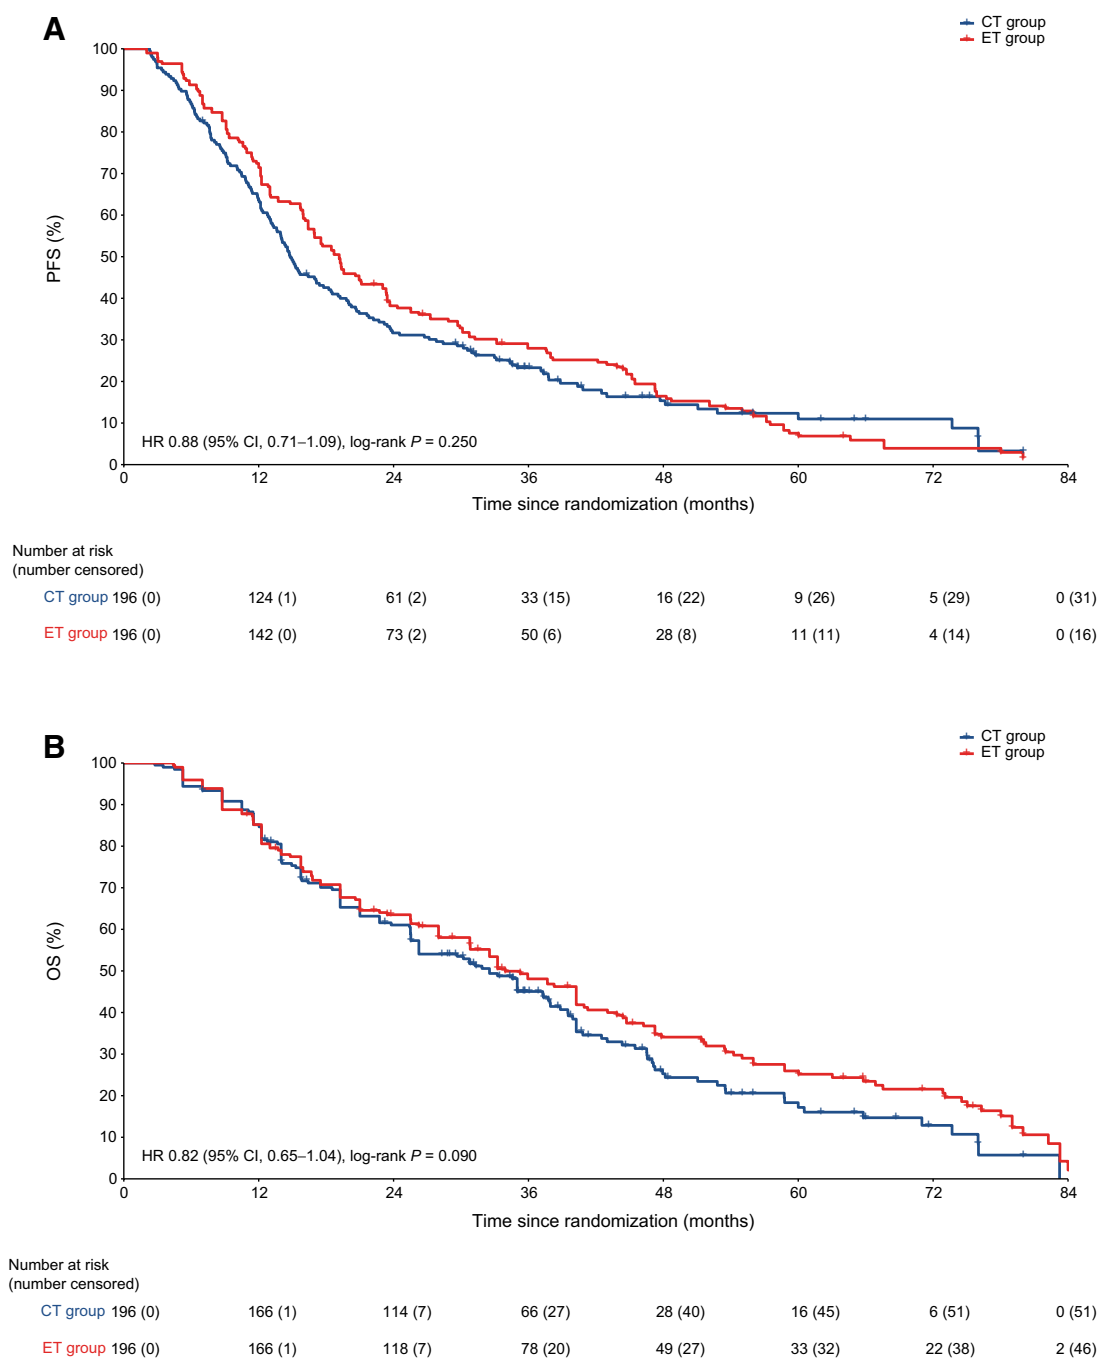 A
CT group
ET group
100
90
80
70
60
50
40
30
20
10
0
PFS (%)
HR 0.88 (95% CI, 0.71–1.09), log-rank P = 0.250
0 12 24 36 48 60 72 84
Time since randomization (months)
Number at risk
(number censored)
CT group 196 (0) 124 (1) 61 (2) 33 (15) 16 (22) 9 (26) 5 (29) 0 (31)
ET group 196 (0) 142 (0) 73 (2) 50 (6) 28 (8) 11 (11) 4 (14) 0 (16)
B
CT group
ET group
100
90
80
70
60
50
40
30
20
10
0
OS (%)
HR 0.82 (95% CI, 0.65–1.04), log-rank P = 0.090
0 12 24 36 48 60 72 84
Time since randomization (months)
Number at risk
(number censored)
CT group 196 (0) 166 (1) 114 (7) 66 (27) 28 (40) 16 (45) 6 (51) 0 (51)
ET group 196 (0) 166 (1) 118 (7) 78 (20) 49 (27) 33 (32) 22 (38) 2 (46)